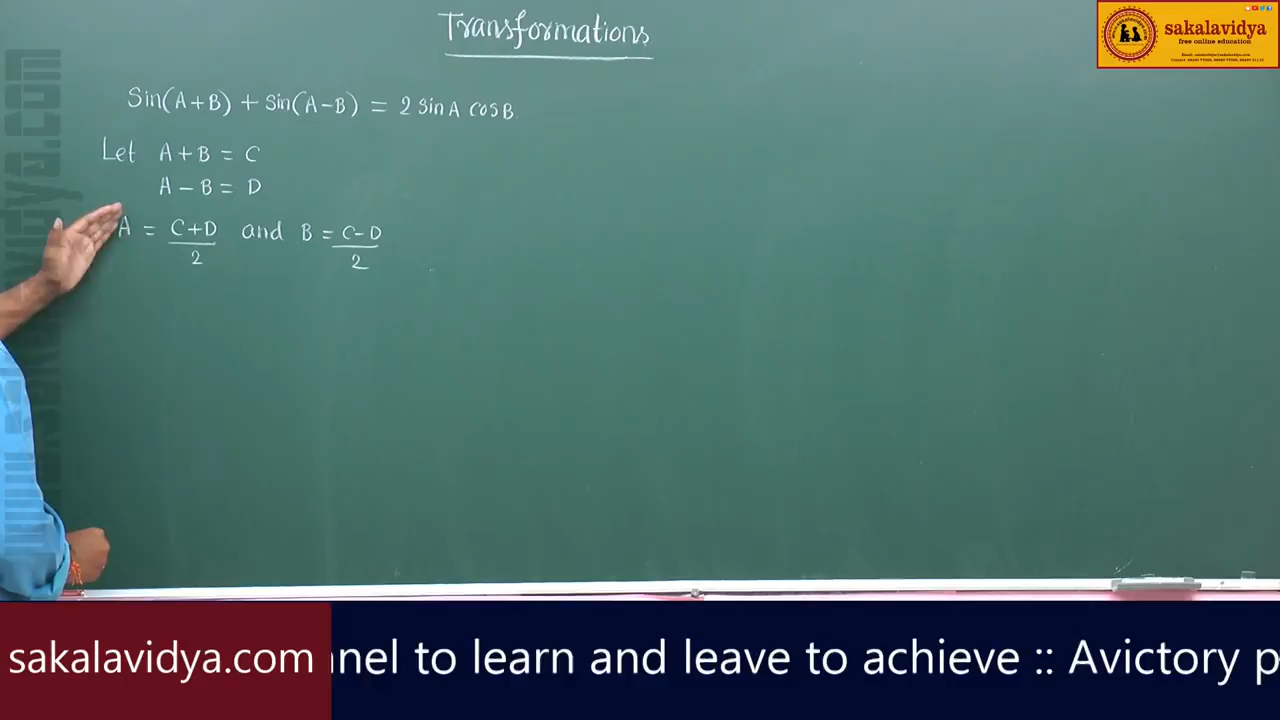 Transformations
sakalavidya
free online education
Sin(A+B) + Sin(A-B) = 2 Sin A Cos B
Let A+B = C
A-B = D
A = C+D/2 and B = C-D/2
sakalavidya.com nnel to learn and leave to achieve :: Avictory p